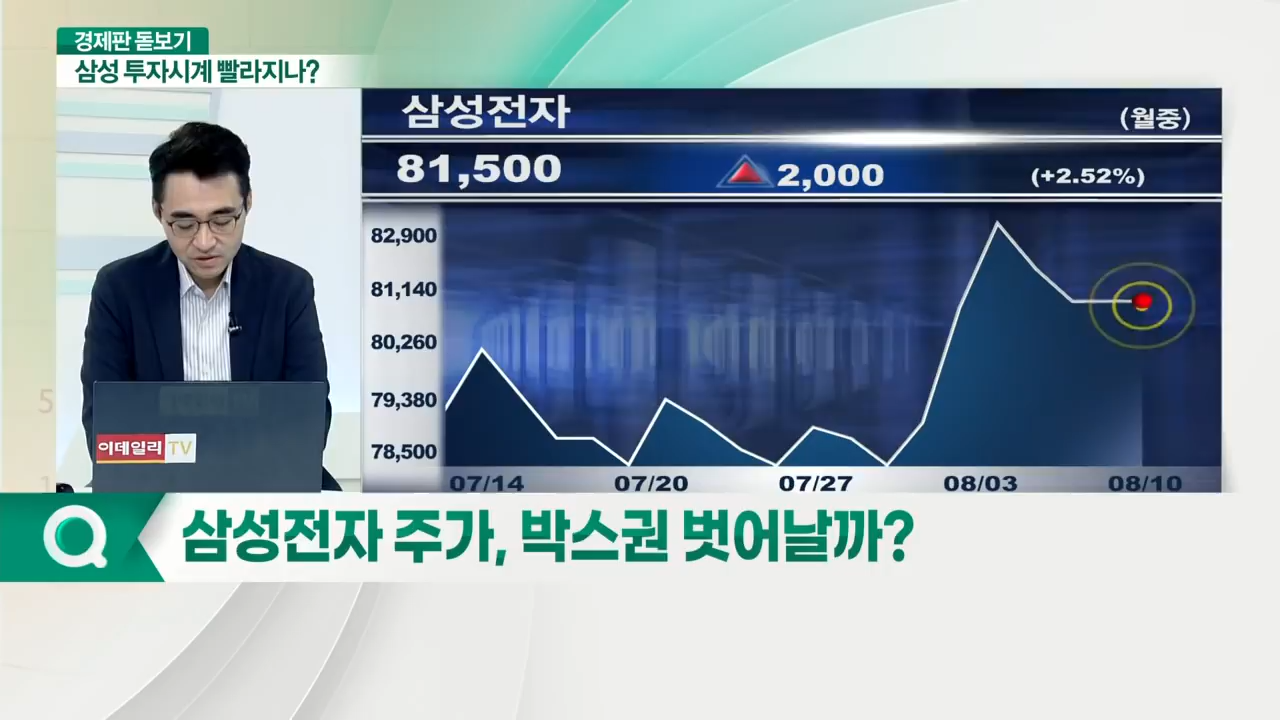 경제판 돋보기
삼성 투자시계 빨라지나?
삼성전자
(월중)
81,500
2,000
(+2.52%)
82,900
81,140
80,260
79,380
78,500
07/14
07/20
07/27
08/03
08/10
5
1
이데일리 TV
삼성전자 주가, 박스권 벗어날까?